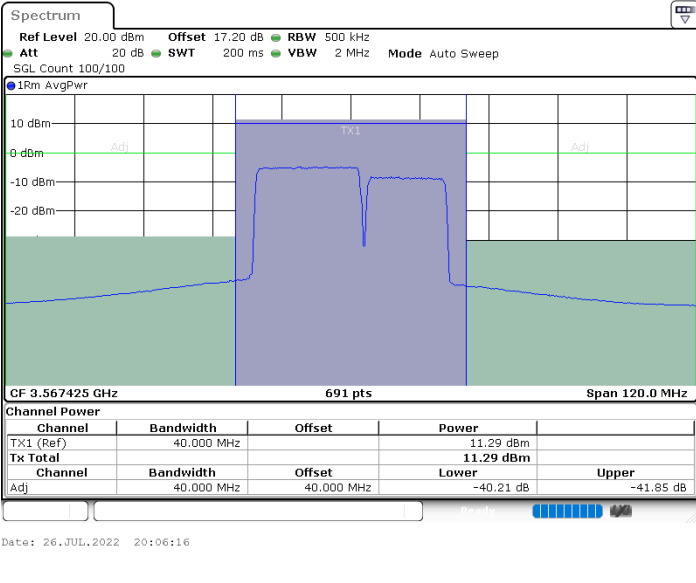 Spectrum
Ref Level 20.00 dBm Offset 17.20 dB RBW 500 kHz
Att 20 dB SWT 200 ms VBW 2 MHz Mode Auto Sweep
SGL Count 100/100
1Rm AvgPwr
10 dBm
TX1
Adj Adj
0 dBm
-10 dBm
-20 dBm
CF 3.567425 GHz 691 pts Span 120.0 MHz
Channel Power
Channel Bandwidth Offset Power
TX1 (Ref) 40.000 MHz 11.29 dBm
Tx Total 11.29 dBm
Channel Bandwidth Offset Lower Upper
Adj 40.000 MHz 40.000 MHz -40.21 dB -41.85 dB
Ready
Date: 26.JUL.2022 20:06:16